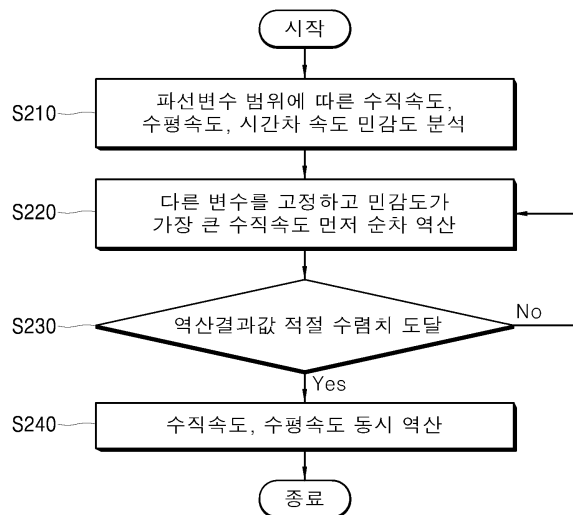 시작
S210
파선변수 범위에 따른 수직속도,
수평속도, 시간차 속도 민감도 분석
S220
다른 변수를 고정하고 민감도가
가장 큰 수직속도 먼저 순차 역산
S230
역산결과값 적절 수렴치 도달
No
Yes
S240
수직속도, 수평속도 동시 역산
종료